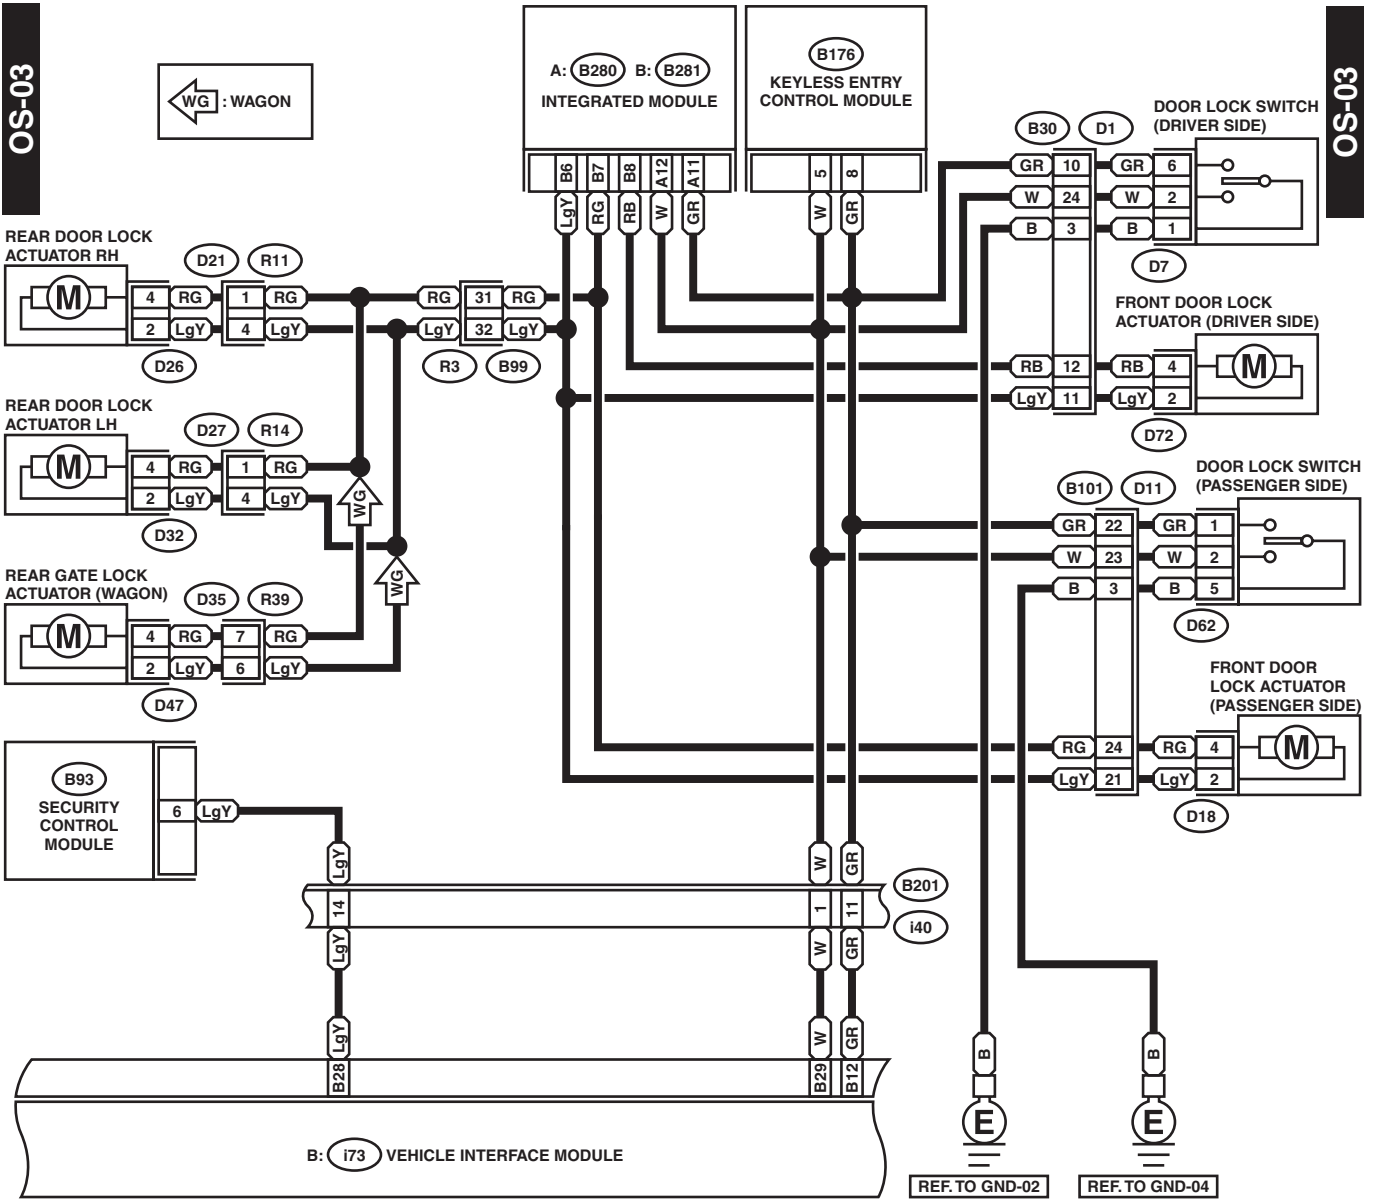 OS-03
WG : WAGON
A: B280 B: B281
INTEGRATED MODULE
B6 B7 B8 A12 A11
LgY RG RB W GR
B176
KEYLESS ENTRY
CONTROL MODULE
5 8
W GR
OS-03
DOOR LOCK SWITCH
(DRIVER SIDE)
B30 D1
GR 10 GR 6
W 24 W 2
B 3 B 1
D7
FRONT DOOR LOCK
ACTUATOR (DRIVER SIDE)
RB 12 RB 4
LgY 11 LgY 2
M
D72
REAR DOOR LOCK
ACTUATOR RH
D21 R11
M
4 RG 1 RG
2 LgY 4 LgY
D26
RG 31 RG
LgY 32 LgY
R3 B99
REAR DOOR LOCK
ACTUATOR LH
D27 R14
M
4 RG 1 RG
2 LgY 4 LgY
D32
WG
WG
REAR GATE LOCK
ACTUATOR (WAGON)
D35 R39
M
4 RG 7 RG
2 LgY 6 LgY
D47
DOOR LOCK SWITCH
(PASSENGER SIDE)
B101 D11
GR 22 GR 1
W 23 W 2
B 3 B 5
D62
FRONT DOOR
LOCK ACTUATOR
(PASSENGER SIDE)
RG 24 RG 4
LgY 21 LgY 2
M
D18
B93
SECURITY
CONTROL
MODULE
6 LgY
LgY W GR
14 1 11
B201
i40
LgY W GR
LgY W GR
B28 B29 B12
B: i73 VEHICLE INTERFACE MODULE
B B
E E
REF. TO GND-02 REF. TO GND-04